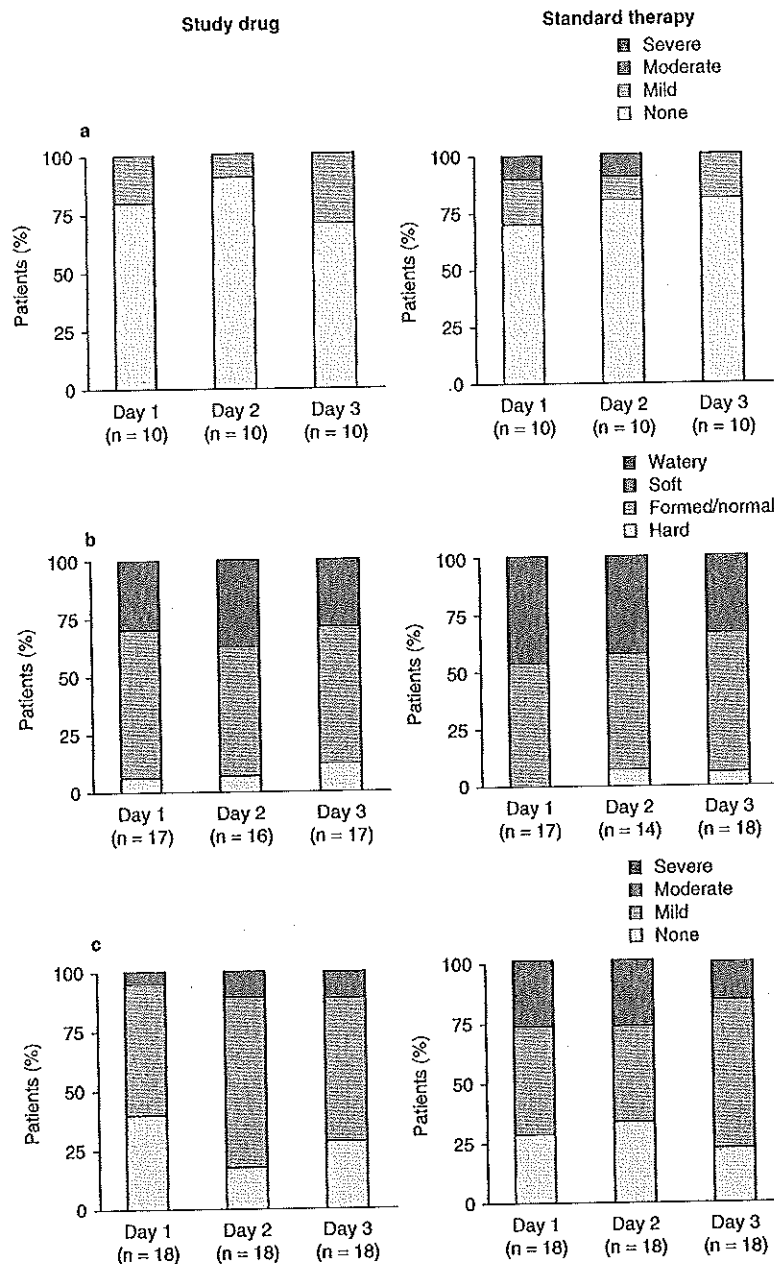 Study drug
Standard therapy
Severe
Moderate
Mild
None
a
100
75
50
25
0
Patients (%)
Day 1
(n = 10)
Day 2
(n = 10)
Day 3
(n = 10)
100
75
50
25
.0
Patients (%)
Day 1
(n = 10)
Day 2
(n = 10)
Day 3
(n = 10)
Watery
Soft
Formed/normal
Hard
b
100
75
50
25
0
Patients (%)
Day 1
(n = 17)
Day 2
(n = 16)
Day 3
(n = 17)
100
75
50
25
0
Patients (%)
Day 1
(n = 17)
Day 2
(n = 14)
Day 3
(n = 18)
Severe
Moderate
Mild
None
c
100
75
50
25
0
Patients (%)
Day 1
(n = 18)
Day 2
(n = 18)
Day 3
(n = 18)
100
75
50
25
0
Patients (%)
Day 1
(n = 18)
Day 2
(n = 18)
Day 3
(n = 18)